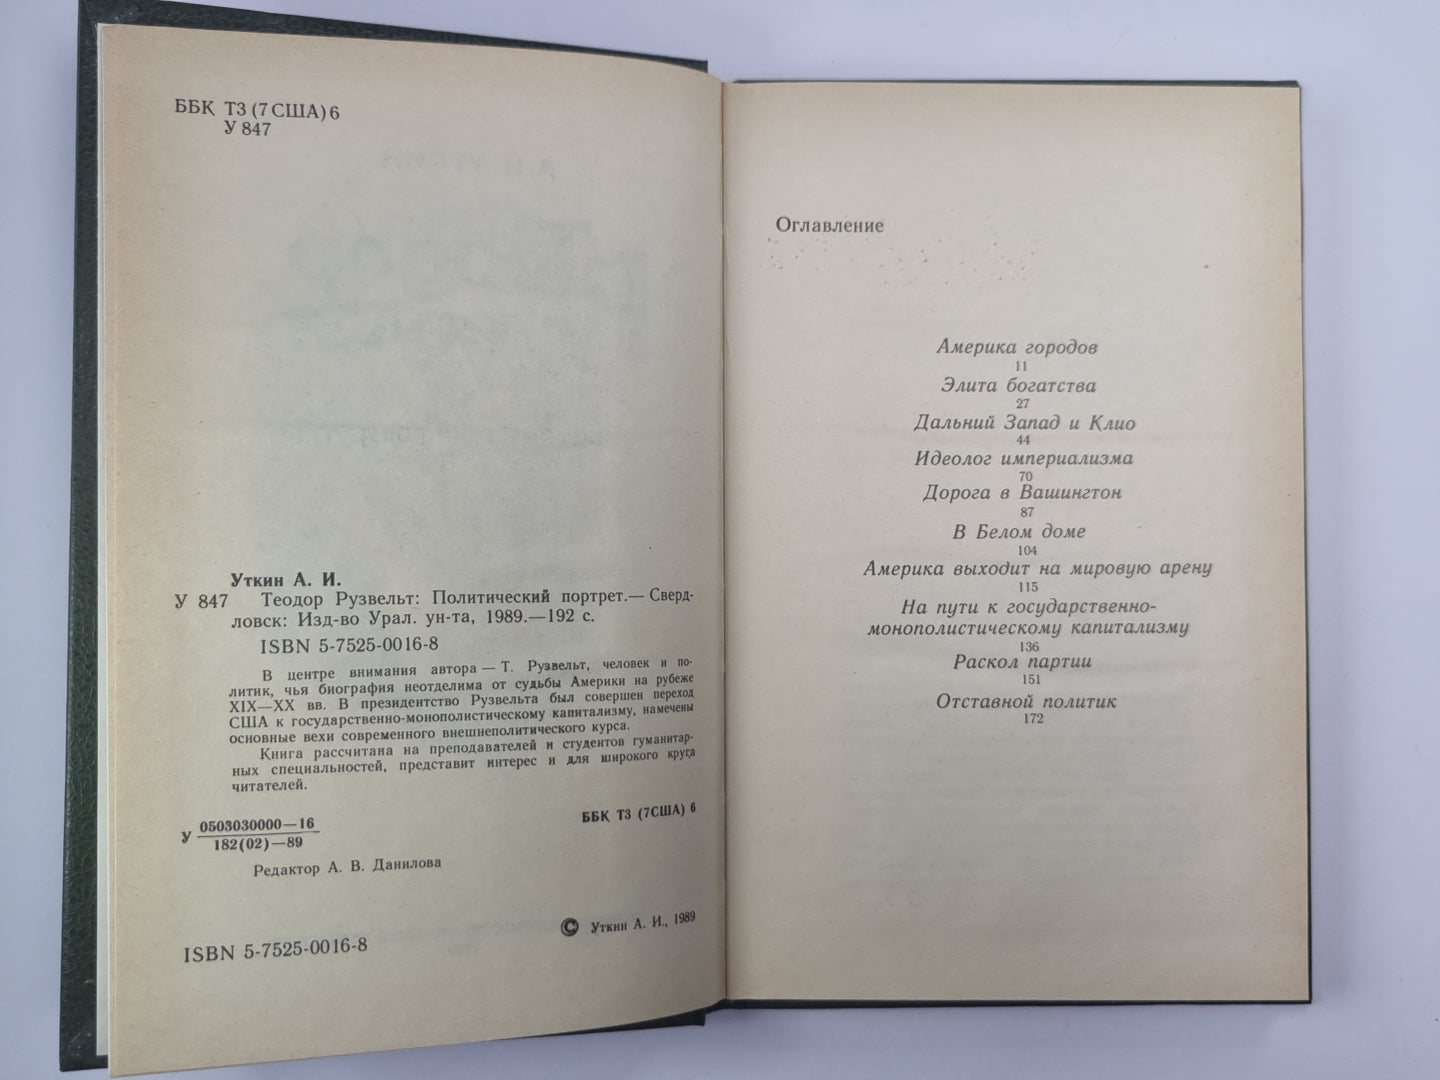 ББК Т3 (7 США) 6
У 847
Уткин А. И.
У 847 Теодор Рузвельт: Политический портрет.— Сверд-
ловск: Изд-во Урал. ун-та, 1989.—192 с.
ISBN 5-7525-0016-8
В центре внимания автора — Т. Рузвельт, человек и по-
литик, чья биография неотделима от судьбы Америки на рубеже
XIX—XX вв. В президентство Рузвельта был совершен переход
США к государственно-монополистическому капитализму, намечены
основные вехи современного внешнеполитического курса.
Книга рассчитана на преподавателей и студентов гуманитар-
ных специальностей, представит интерес и для широкого круга
читателей.
У 0503030000—16
182(02)—89
ББК Т3 (7США) 6
Редактор А. В. Данилова
© Уткин А. И., 1989
ISBN 5-7525-0016-8
Оглавление
Америка городов
11
Элита богатства
27
Дальний Запад и Клио
44
Идеолог империализма
70
Дорога в Вашингтон
87
В Белом доме
104
Америка выходит на мировую арену
115
На пути к государственно-
монополистическому капитализму
136
Раскол партии
151
Отставной политик
172